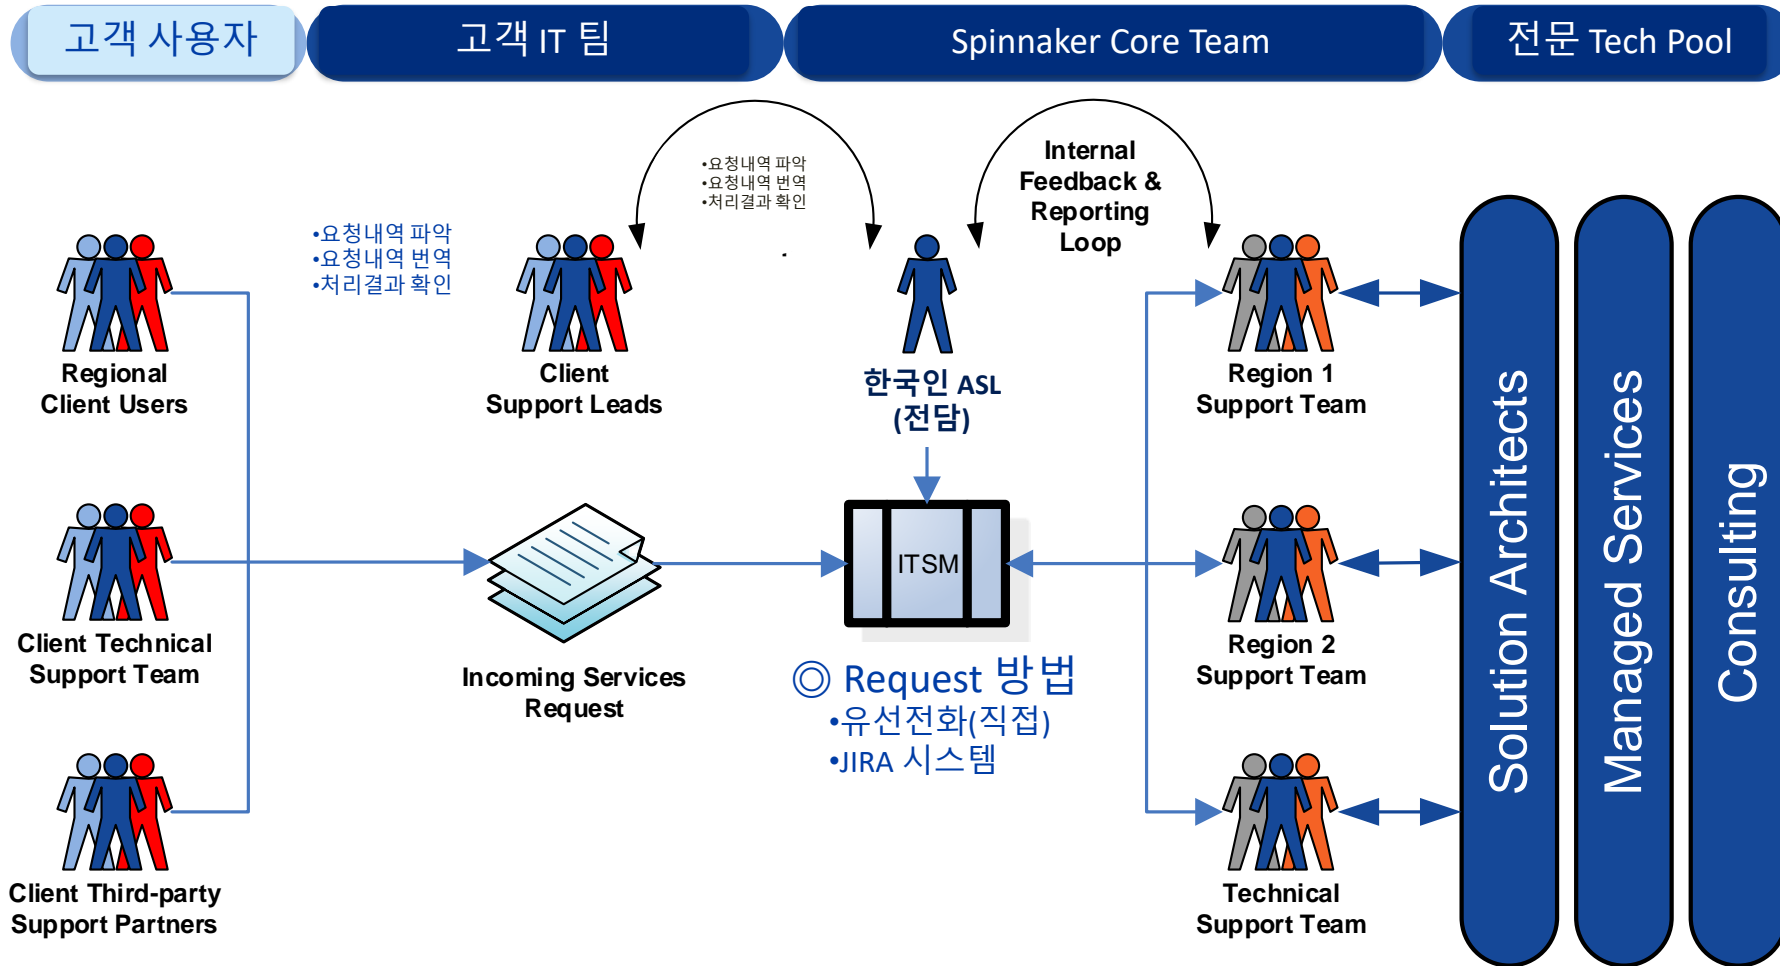 고객 사용자
고객 IT 팀
Spinnaker Core Team
전문 Tech Pool
•요청내역 파악
•요청내역 번역
•처리결과 확인
•요청내역 파악
•요청내역 번역
•처리결과 확인
Internal
Feedback &
Reporting
Loop
Regional
Client Users
Client
Support Leads
한국인 ASL
(전담)
Region 1
Support Team
Client Technical
Support Team
Incoming Services
Request
ITSM
◎ Request 방법
•유선전화(직접)
•JIRA 시스템
Region 2
Support Team
Client Third-party
Support Partners
Technical
Support Team
Solution Architects
Managed Services
Consulting